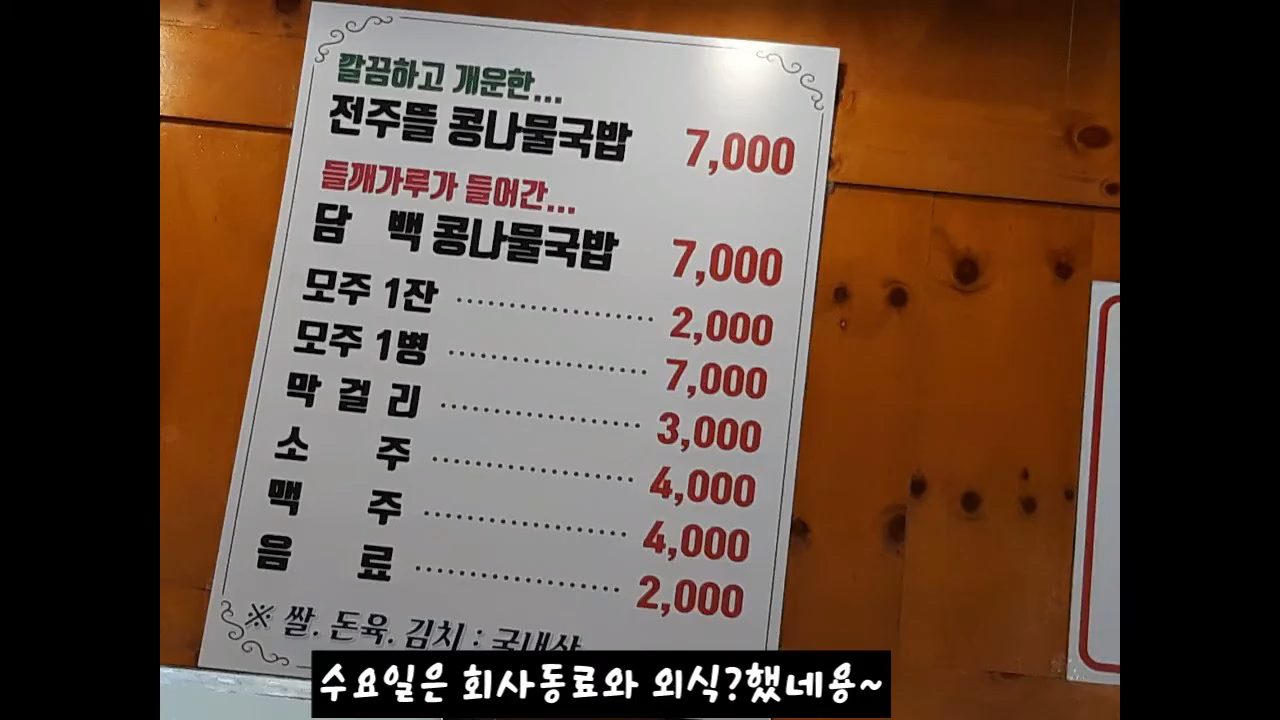 깔끔하고 개운한...
전주뜰 콩나물국밥 7,000
들깨가루가 들어간...
담 백 콩나물국밥 7,000
모주 1잔 2,000
모주 1병 7,000
막 걸 리 3,000
소 주 4,000
맥 주 4,000
음 료 2,000
※ 쌀. 돈육. 김치 : 국내산
수요일은 회사동료와 외식?했네용~